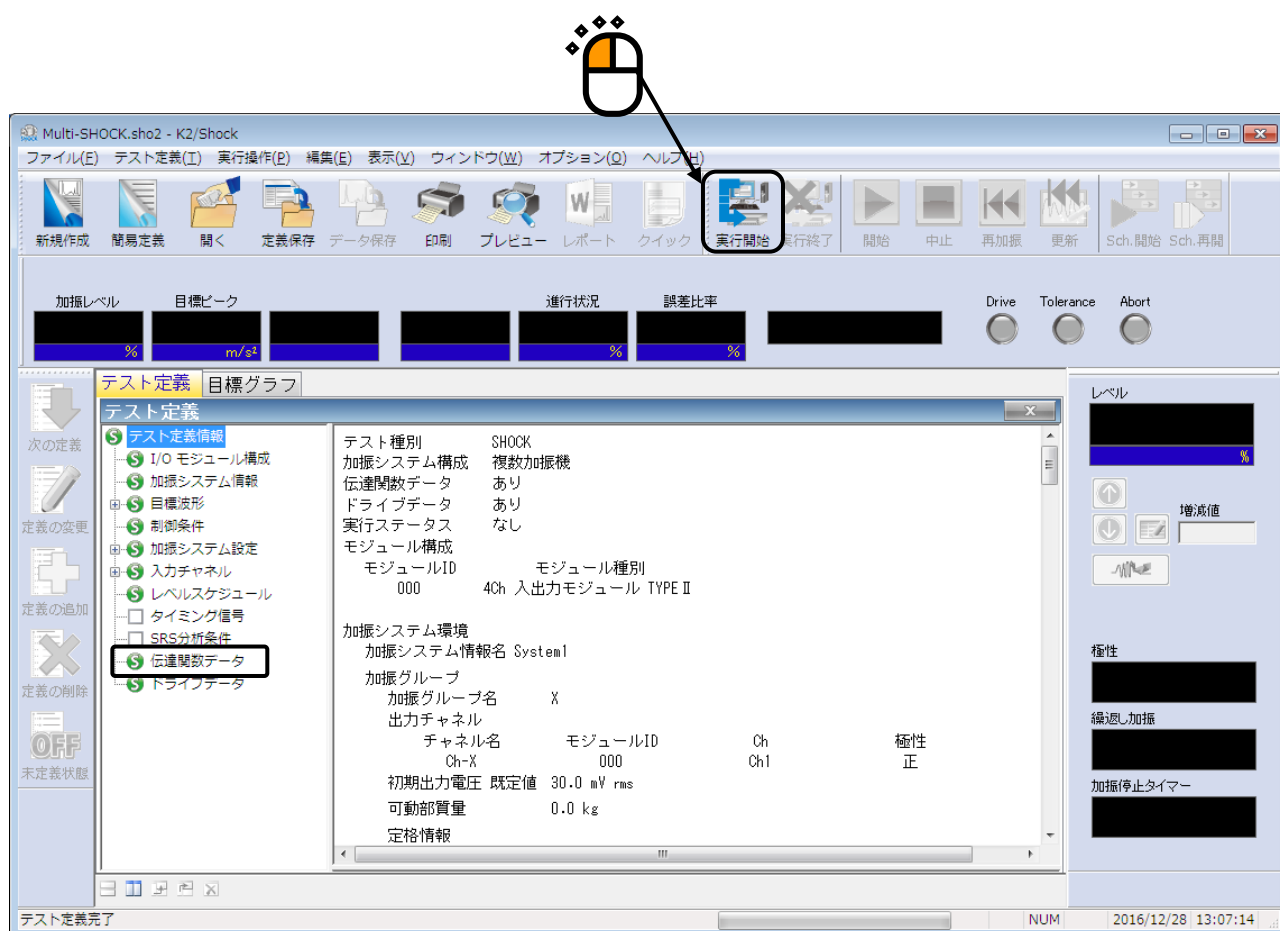 Multi-SHOCK.sho2 - K2/Shock
ファイル(F) テスト定義(T) 実行操作(P) 編集(E) 表示(V) ウィンドウ(W) オプション(O) ヘルプ(H)
新規作成 簡易定義 開く 定義保存 データ保存 印刷 プレビュー レポート クイック 実行開始 実行終了 開始 中止 再加振 更新 Sch.開始 Sch.再開
加振レベル 目標ピーク 進行状況 誤差比率 Drive Tolerance Abort
% m/s² % %
テスト定義 目標グラフ
テスト定義
次の定義
定義の変更
定義の追加
定義の削除
OFF
未定義状態
テスト定義情報
I/O モジュール構成
加振システム情報
目標波形
制御条件
加振システム設定
入力チャネル
レベルスケジュール
タイミング信号
SRS分析条件
伝達関数データ
ドライブデータ
テスト種別 SHOCK
加振システム構成 複数加振機
伝達関数データ あり
ドライブデータ あり
実行ステータス なし
モジュール構成
モジュールID モジュール種別
000 4Ch 入出力モジュール TYPEⅡ
加振システム環境
加振システム情報名 System1
加振グループ
加振グループ名 X
出力チャネル
チャネル名 モジュールID Ch 極性
Ch-X 000 Ch1 正
初期出力電圧 既定値 30.0 mV rms
可動部質量 0.0 kg
定格情報
レベル
%
増減値
極性
繰返し加振
加振停止タイマー
テスト定義完了 NUM 2016/12/28 13:07:14